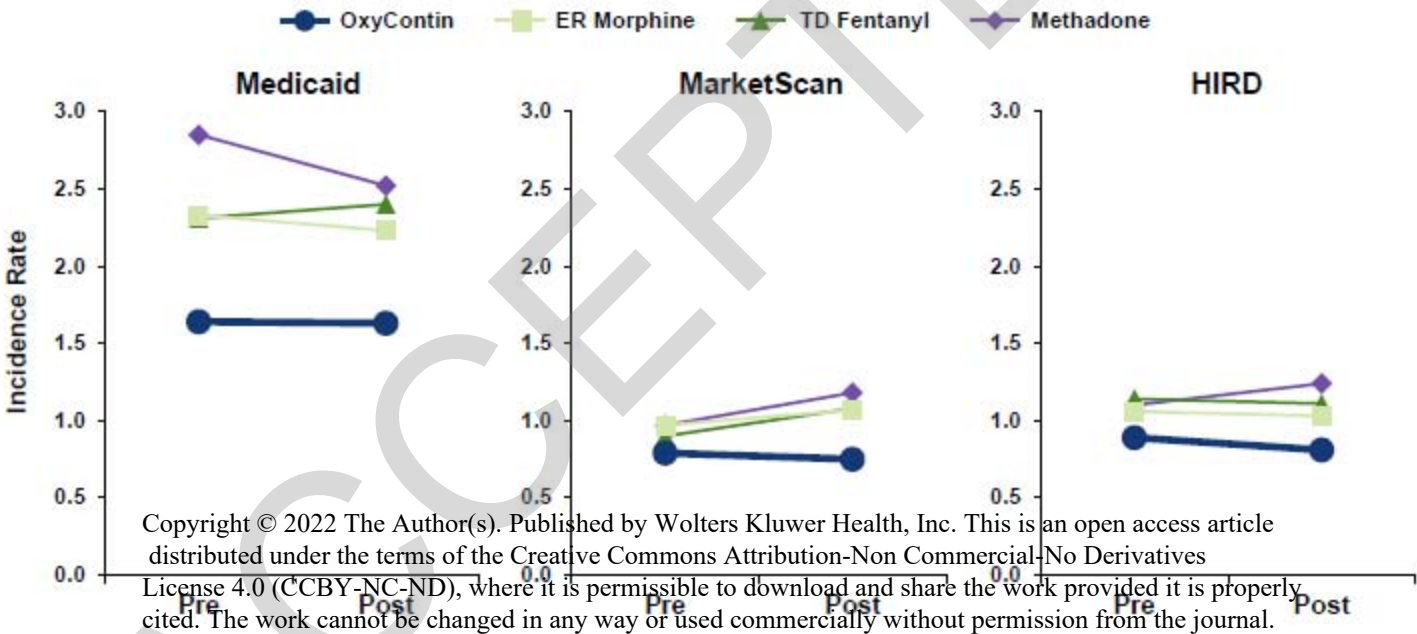 OxyContin ER Morphine TD Fentanyl Methadone
Medicaid MarketScan HIRD
3.0 3.0 3.0
2.5 2.5 2.5
2.0 2.0 2.0
1.5 1.5 1.5
1.0 1.0 1.0
0.5 0.5 0.5
0.0 0.0 0.0
Incidence Rate
Pre Post Pre Post Pre Post
Copyright © 2022 The Author(s). Published by Wolters Kluwer Health, Inc. This is an open access article
distributed under the terms of the Creative Commons Attribution-Non Commercial-No Derivatives
License 4.0 (CCBY-NC-ND), where it is permissible to download and share the work provided it is properly
cited. The work cannot be changed in any way or used commercially without permission from the journal.